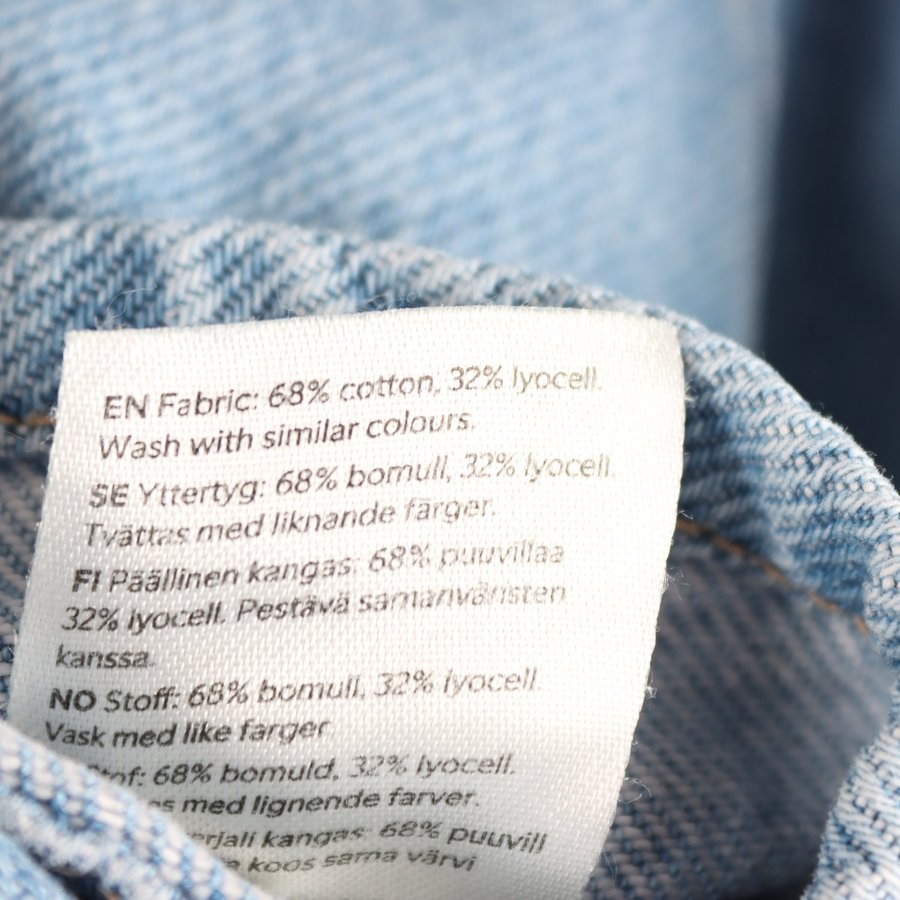 EN Fabric: 68% cotton, 32% lyocell.
Wash with similar colours.
SE Yttertyg: 68% bomull, 32% lyocell.
Tvättas med liknande färger.
FI Päällinen kangas: 68% puuvillaa
32% lyocell. Pestävä samanväristen
kanssa.
NO Stoff: 68% bomull, 32% lyocell.
Vask med like farger
68% bomuld, 32% lyocell.
med lignende farver.
kangas: 68% puuvill
koos sama värvi